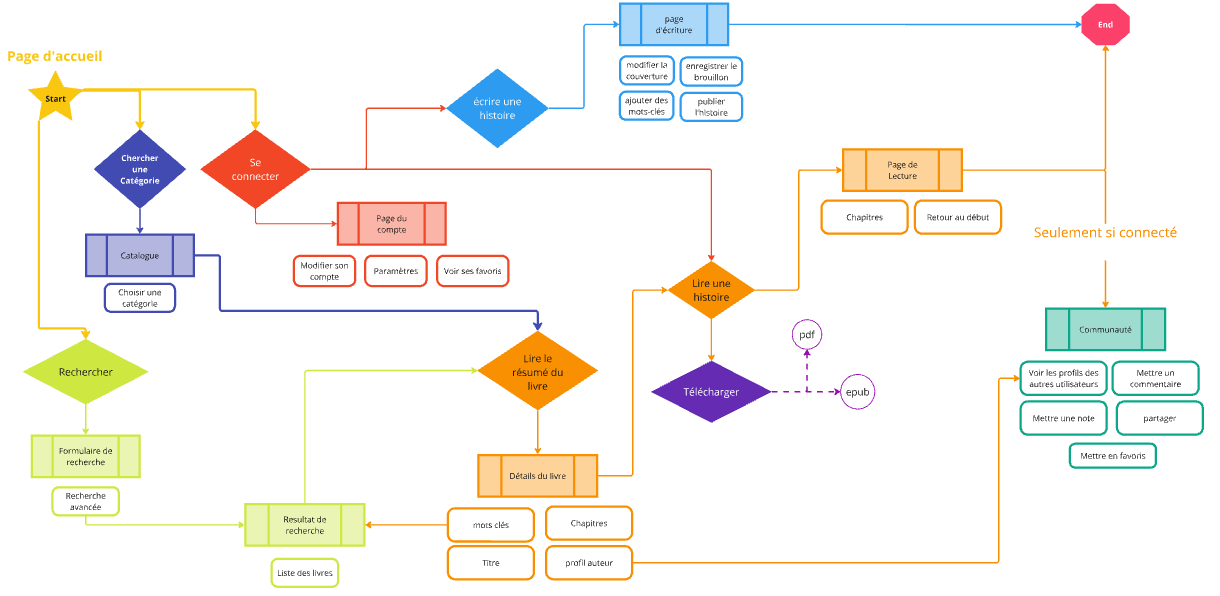 Page d'accueil
Start
page
d'écriture
End
modifier la
couverture
enregistrer le
brouillon
ajouter des
mots-clés
publier
l'histoire
écrire une
histoire
Chercher
une
Catégorie
Se
connecter
Page de
Lecture
Chapitres
Retour au début
Page du
compte
Seulement si connecté
Catalogue
Modifier son
compte
Paramètres
Voir ses favoris
Choisir une
catégorie
Lire une
histoire
Communauté
pdf
Rechercher
Lire le
résumé du
livre
Télécharger
epub
Voir les profils des
autres utilisateurs
Mettre un
commentaire
Mettre une note
partager
Mettre en favoris
Formulaire de
recherche
Détails du livre
Recherche
avancée
Resultat de
recherche
mots clés
Chapitres
Liste des livres
Titre
profil auteur